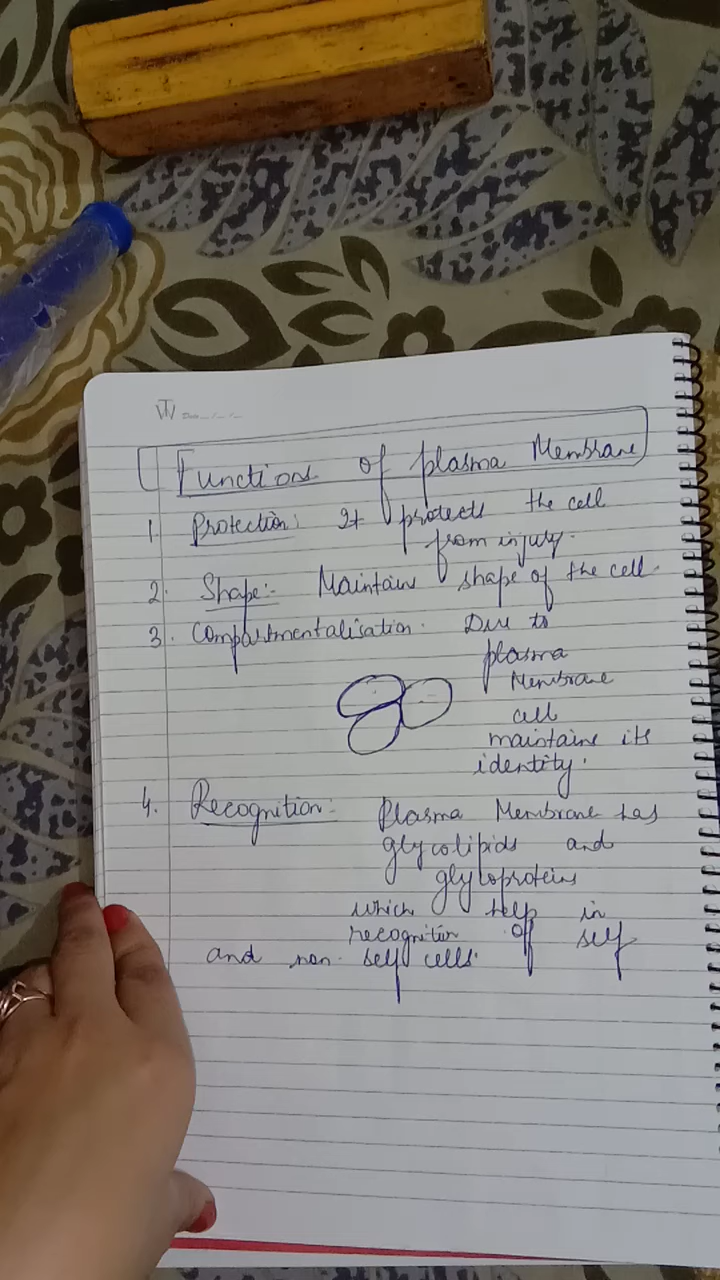 Functions of plasma Membrane
1. Protection: It protects the cell
from injury.
2. Shape:- Maintains shape of the cell.
3. Compartmentalisation. Due to
plasma
Membrane
cell
maintains its
identity.
4. Recognition: Plasma Membrane has
glycolipids and
glycoproteins
which help in
recognition of self
and non-self cells.